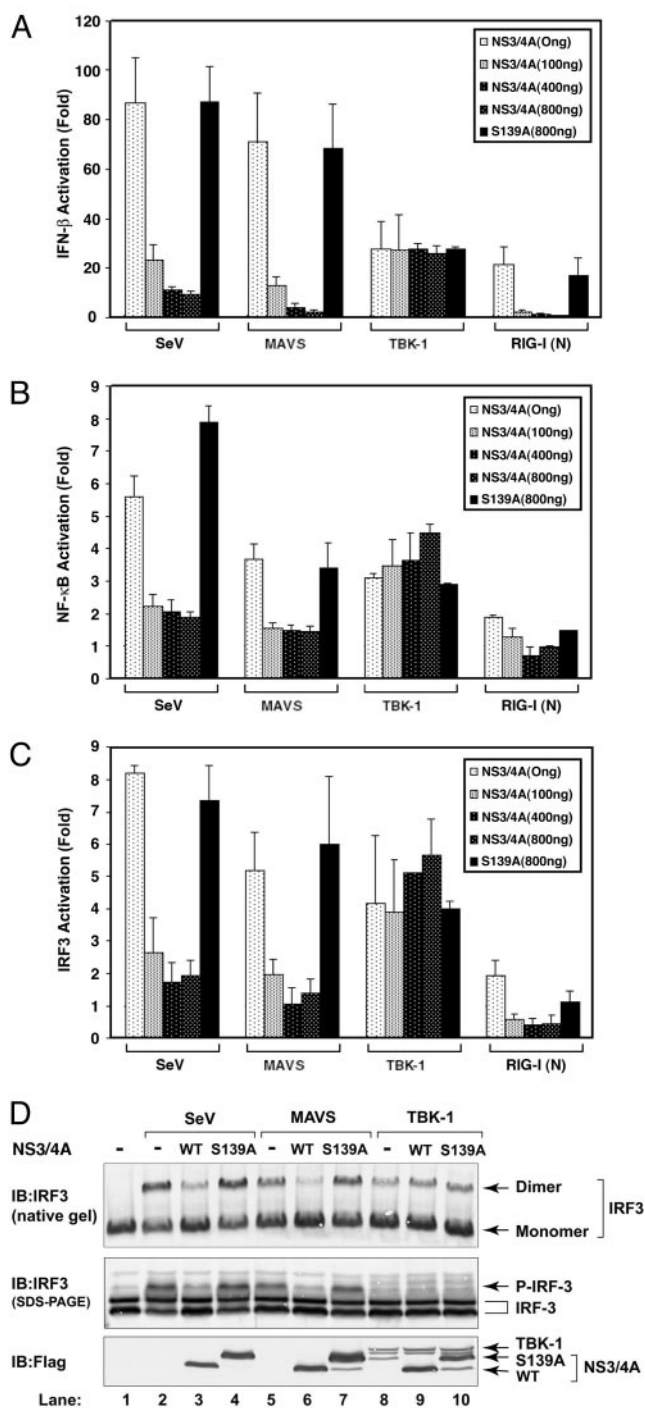 A
IFN-β Activation (Fold)
120
100
80
60
40
20
0
NS3/4A(0ng)
NS3/4A(100ng)
NS3/4A(400ng)
NS3/4A(800ng)
S139A(800ng)
SeV MAVS TBK-1 RIG-I (N)
B
NF-κB Activation (Fold)
9
8
7
6
5
4
3
2
1
0
NS3/4A(0ng)
NS3/4A(100ng)
NS3/4A(400ng)
NS3/4A(800ng)
S139A(800ng)
SeV MAVS TBK-1 RIG-I (N)
C
IRF3 Activation (Fold)
9
8
7
6
5
4
3
2
1
0
NS3/4A(0ng)
NS3/4A(100ng)
NS3/4A(400ng)
NS3/4A(800ng)
S139A(800ng)
SeV MAVS TBK-1 RIG-I (N)
D
SeV MAVS TBK-1
NS3/4A - - WT S139A - WT S139A - WT S139A
IB:IRF3
(native gel)
Dimer
Monomer
IRF3
IB:IRF3
(SDS-PAGE)
P-IRF-3
IRF-3
IB:Flag
TBK-1
S139A
WT
NS3/4A
Lane: 1 2 3 4 5 6 7 8 9 10